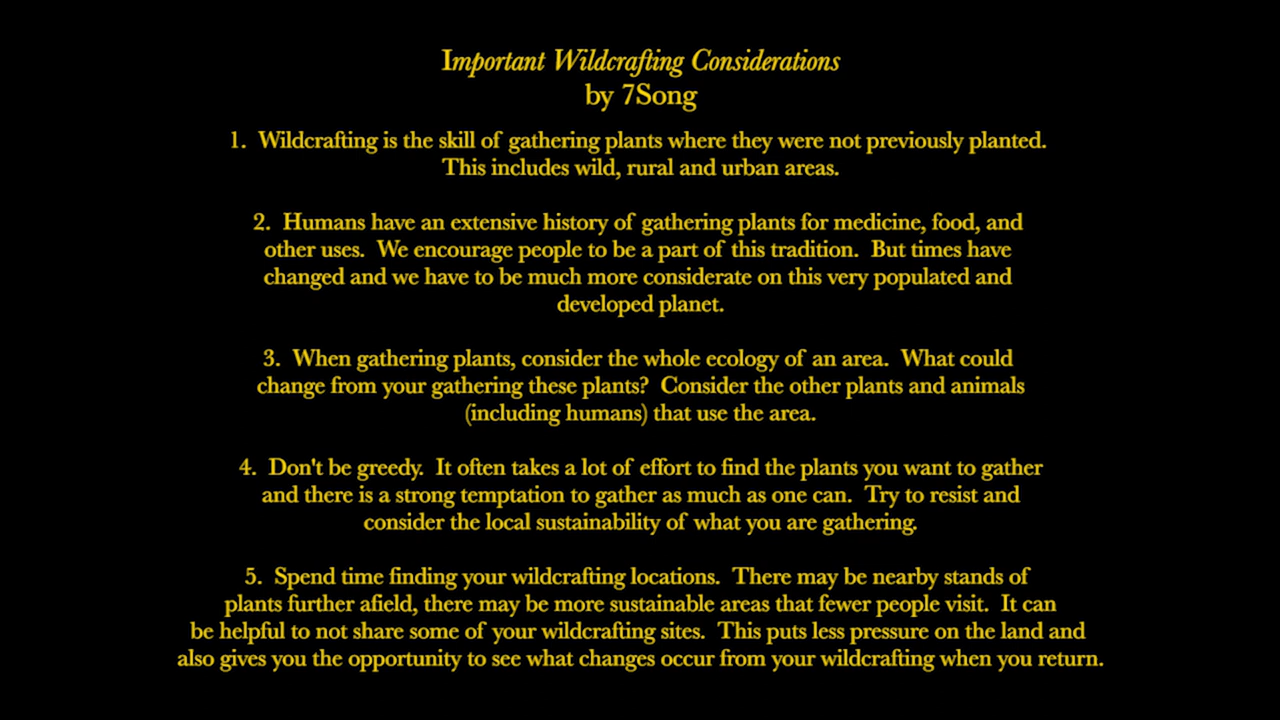 Important Wildcrafting Considerations
by 7Song
1. Wildcrafting is the skill of gathering plants where they were not previously planted.
This includes wild, rural and urban areas.
2. Humans have an extensive history of gathering plants for medicine, food, and
other uses. We encourage people to be a part of this tradition. But times have
changed and we have to be much more considerate on this very populated and
developed planet.
3. When gathering plants, consider the whole ecology of an area. What could
change from your gathering these plants? Consider the other plants and animals
(including humans) that use the area.
4. Don't be greedy. It often takes a lot of effort to find the plants you want to gather
and there is a strong temptation to gather as much as one can. Try to resist and
consider the local sustainability of what you are gathering.
5. Spend time finding your wildcrafting locations. There may be nearby stands of
plants further afield, there may be more sustainable areas that fewer people visit. It can
be helpful to not share some of your wildcrafting sites. This puts less pressure on the land and
also gives you the opportunity to see what changes occur from your wildcrafting when you return.